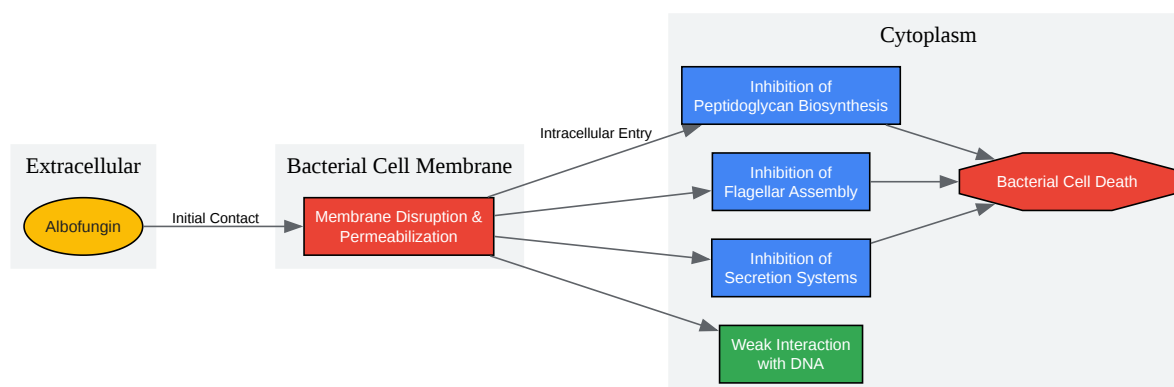 Extracellular
Albofungin
Initial Contact
Bacterial Cell Membrane
Membrane Disruption &
Permeabilization
Intracellular Entry
Cytoplasm
Inhibition of
Peptidoglycan Biosynthesis
Inhibition of
Flagellar Assembly
Inhibition of
Secretion Systems
Weak Interaction
with DNA
Bacterial Cell Death